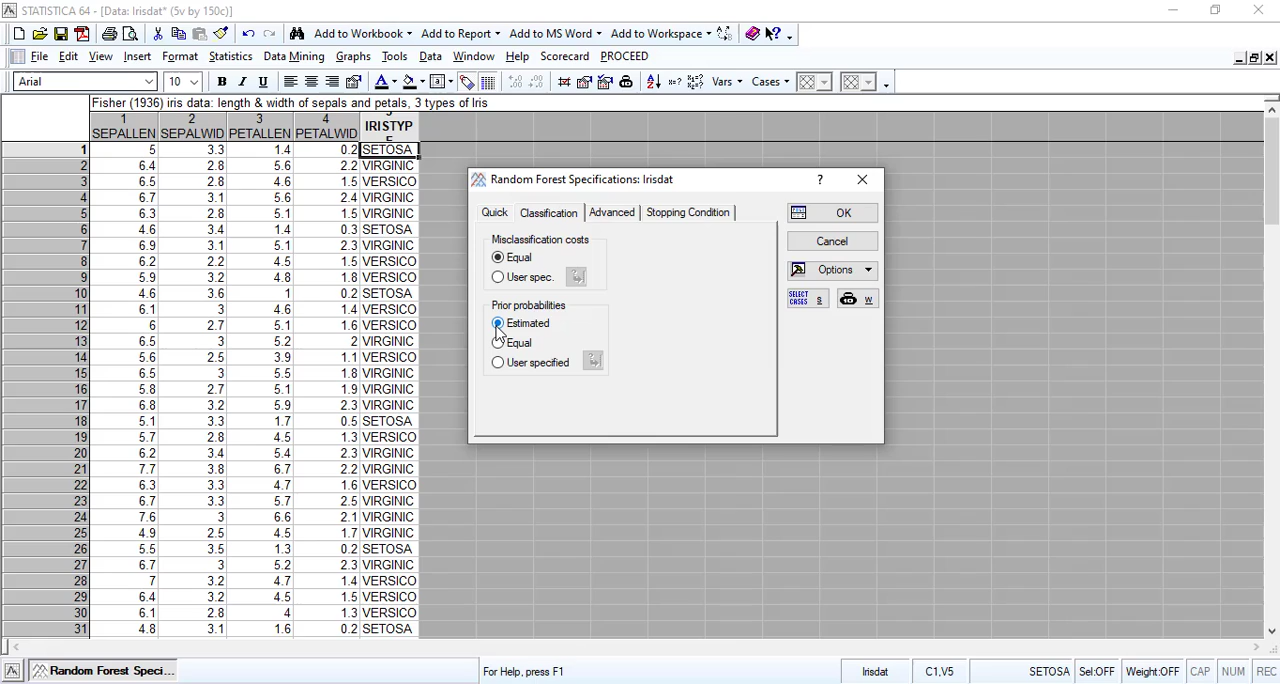 STATISTICA 64 - [Data: Irisdat* (5v by 150c)]
Add to Workbook Add to Report Add to MS Word Add to Workspace
File Edit View Insert Format Statistics Data Mining Graphs Tools Data Window Help Scorecard PROCEED
Arial 10 B I U Vars Cases
Fisher (1936) iris data: length & width of sepals and petals, 3 types of Iris
1 SEPALLEN 2 SEPALWID 3 PETALLEN 4 PETALWID IRISTYP
1 5 3.3 1.4 0.2 SETOSA
2 6.4 2.8 5.6 2.2 VIRGINIC
3 6.5 2.8 4.6 1.5 VERSICO
4 6.7 3.1 5.6 2.4 VIRGINIC
5 6.3 2.8 5.1 1.5 VIRGINIC
6 4.6 3.4 1.4 0.3 SETOSA
7 6.9 3.1 5.1 2.3 VIRGINIC
8 6.2 2.2 4.5 1.5 VERSICO
9 5.9 3.2 4.8 1.8 VERSICO
10 4.6 3.6 1 0.2 SETOSA
11 6.1 3 4.6 1.4 VERSICO
12 6 2.7 5.1 1.6 VERSICO
13 6.5 3 5.2 2 VIRGINIC
14 5.6 2.5 3.9 1.1 VERSICO
15 6.5 3 5.5 1.8 VIRGINIC
16 5.8 2.7 5.1 1.9 VIRGINIC
17 6.8 3.2 5.9 2.3 VIRGINIC
18 5.1 3.3 1.7 0.5 SETOSA
19 5.7 2.8 4.5 1.3 VERSICO
20 6.2 3.4 5.4 2.3 VIRGINIC
21 7.7 3.8 6.7 2.2 VIRGINIC
22 6.3 3.3 4.7 1.6 VERSICO
23 6.7 3.3 5.7 2.5 VIRGINIC
24 7.6 3 6.6 2.1 VIRGINIC
25 4.9 2.5 4.5 1.7 VIRGINIC
26 5.5 3.5 1.3 0.2 SETOSA
27 6.7 3 5.2 2.3 VIRGINIC
28 7 3.2 4.7 1.4 VERSICO
29 6.4 3.2 4.5 1.5 VERSICO
30 6.1 2.8 4 1.3 VERSICO
31 4.8 3.1 1.6 0.2 SETOSA
Random Forest Specifications: Irisdat ?
Quick Classification Advanced Stopping Condition
Misclassification costs
Equal
User spec.
Prior probabilities
Estimated
Equal
User specified
OK
Cancel
Options
SELECT CASES S W
Random Forest Speci... For Help, press F1 Irisdat C1,V5 SETOSA Sel:OFF Weight:OFF CAP NUM REC